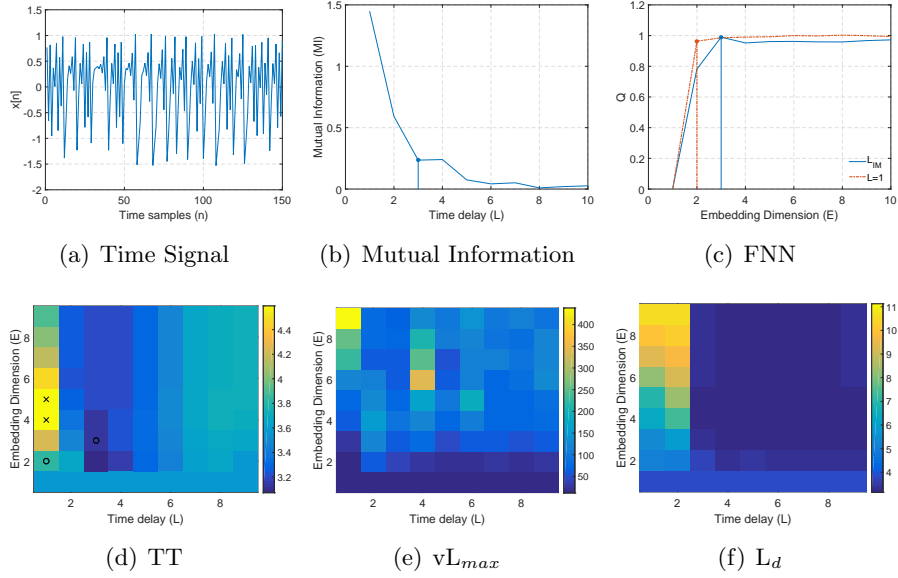 1.5
1
0.5
0
-0.5
-1
-1.5
-2
x[n]
0 50 100 150
Time samples (n)
(a) Time Signal
1.5
1
0.5
0
Mutual Information (MI)
0 2 4 6 8 10
Time delay (L)
(b) Mutual Information
1.2
1
0.8
0.6
0.4
0.2
0
Q
L_IM
L=1
0 2 4 6 8 10
Embedding Dimension (E)
(c) FNN
8
6
4
2
Embedding Dimension (E)
2 4 6 8
Time delay (L)
4.4
4.2
4
3.8
3.6
3.4
3.2
(d) TT
8
6
4
2
Embedding Dimension (E)
2 4 6 8
Time delay (L)
400
350
300
250
200
150
100
50
(e) vL_max
8
6
4
2
Embedding Dimension (E)
2 4 6 8
Time delay (L)
11
10
9
8
7
6
5
4
(f) L_d